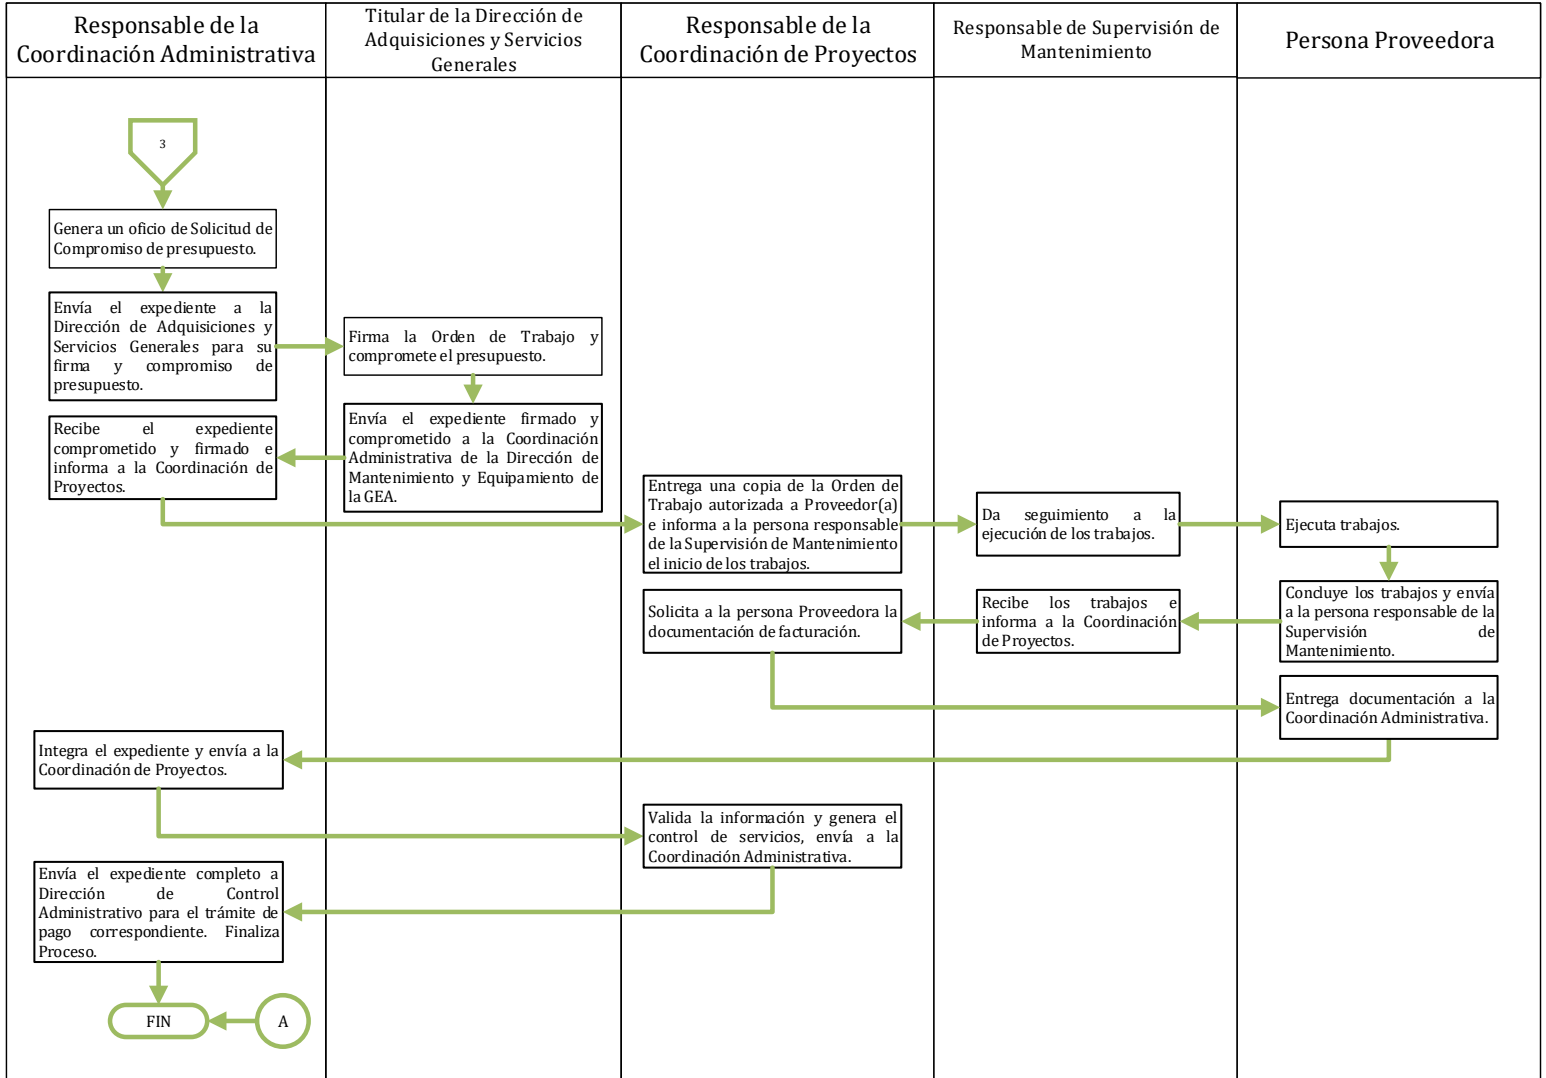 Responsable de la
Coordinación Administrativa
Titular de la Dirección de
Adquisiciones y Servicios
Generales
Responsable de la
Coordinación de Proyectos
Responsable de Supervisión de
Mantenimiento
Persona Proveedora
3
Genera un oficio de Solicitud de
Compromiso de presupuesto.
Envía el expediente a la
Dirección de Adquisiciones y
Servicios Generales para su
firma y compromiso de
presupuesto.
Firma la Orden de Trabajo y
compromete el presupuesto.
Envía el expediente firmado y
comprometido a la Coordinación
Administrativa de la Dirección de
Mantenimiento y Equipamiento de
la GEA.
Recibe el expediente
comprometido y firmado e
informa a la Coordinación de
Proyectos.
Entrega una copia de la Orden de
Trabajo autorizada a Proveedor(a)
e informa a la persona responsable
de la Supervisión de Mantenimiento
el inicio de los trabajos.
Da seguimiento a la
ejecución de los trabajos.
Ejecuta trabajos.
Concluye los trabajos y envía
a la persona responsable de la
Supervisión de
Mantenimiento.
Recibe los trabajos e
informa a la Coordinación
de Proyectos.
Solicita a la persona Proveedora la
documentación de facturación.
Entrega documentación a la
Coordinación Administrativa.
Integra el expediente y envía a la
Coordinación de Proyectos.
Valida la información y genera el
control de servicios, envía a la
Coordinación Administrativa.
Envía el expediente completo a
Dirección de Control
Administrativo para el trámite de
pago correspondiente. Finaliza
Proceso.
FIN
A